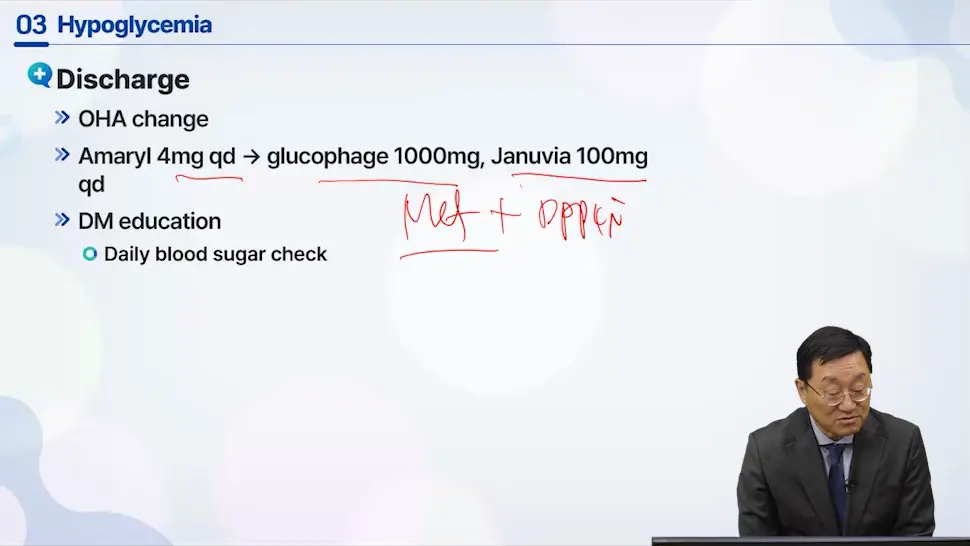 03 Hypoglycemia
Discharge
OHA change
Amaryl 4mg qd → glucophage 1000mg, Januvia 100mg
qd
Met + DPP4i
DM education
Daily blood sugar check